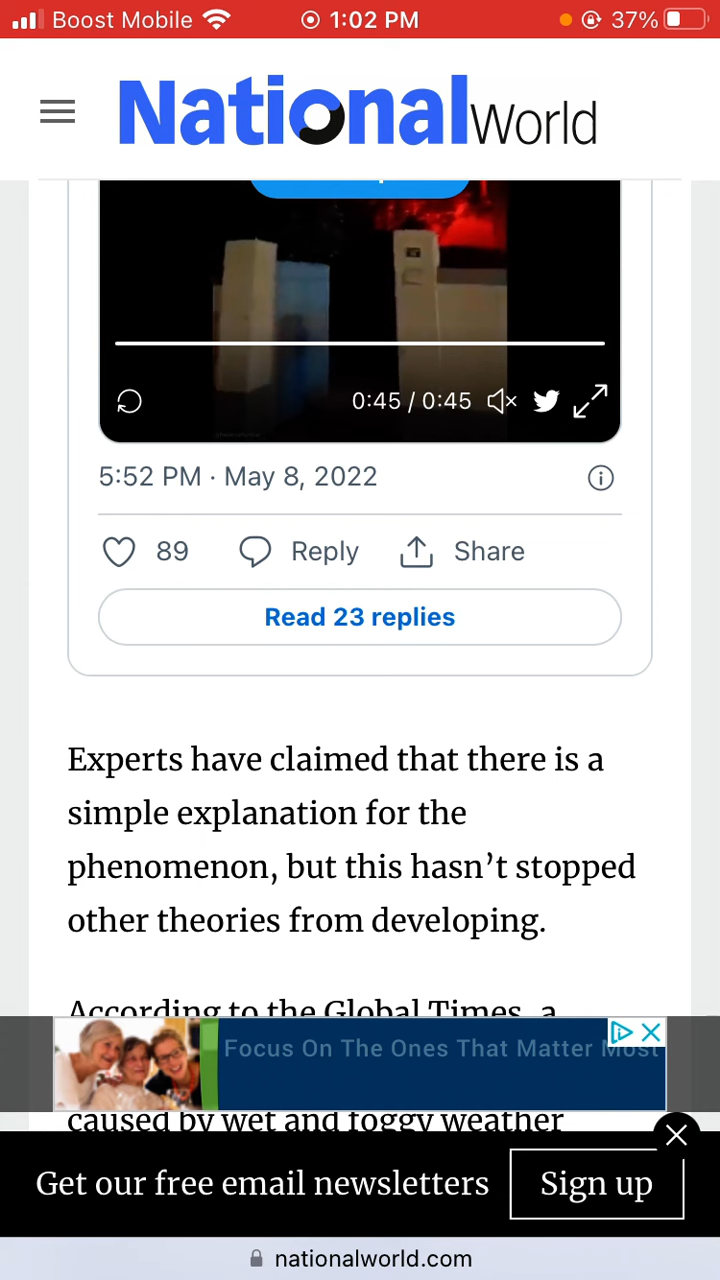 Boost Mobile 1:02 PM 37%
NationalWorld
0:45 / 0:45
5:52 PM · May 8, 2022
89 Reply Share
Read 23 replies
Experts have claimed that there is a
simple explanation for the
phenomenon, but this hasn’t stopped
other theories from developing.
According to the Global Times, a
Focus On The Ones That Matter Most
caused by wet and foggy weather
Get our free email newsletters Sign up
nationalworld.com